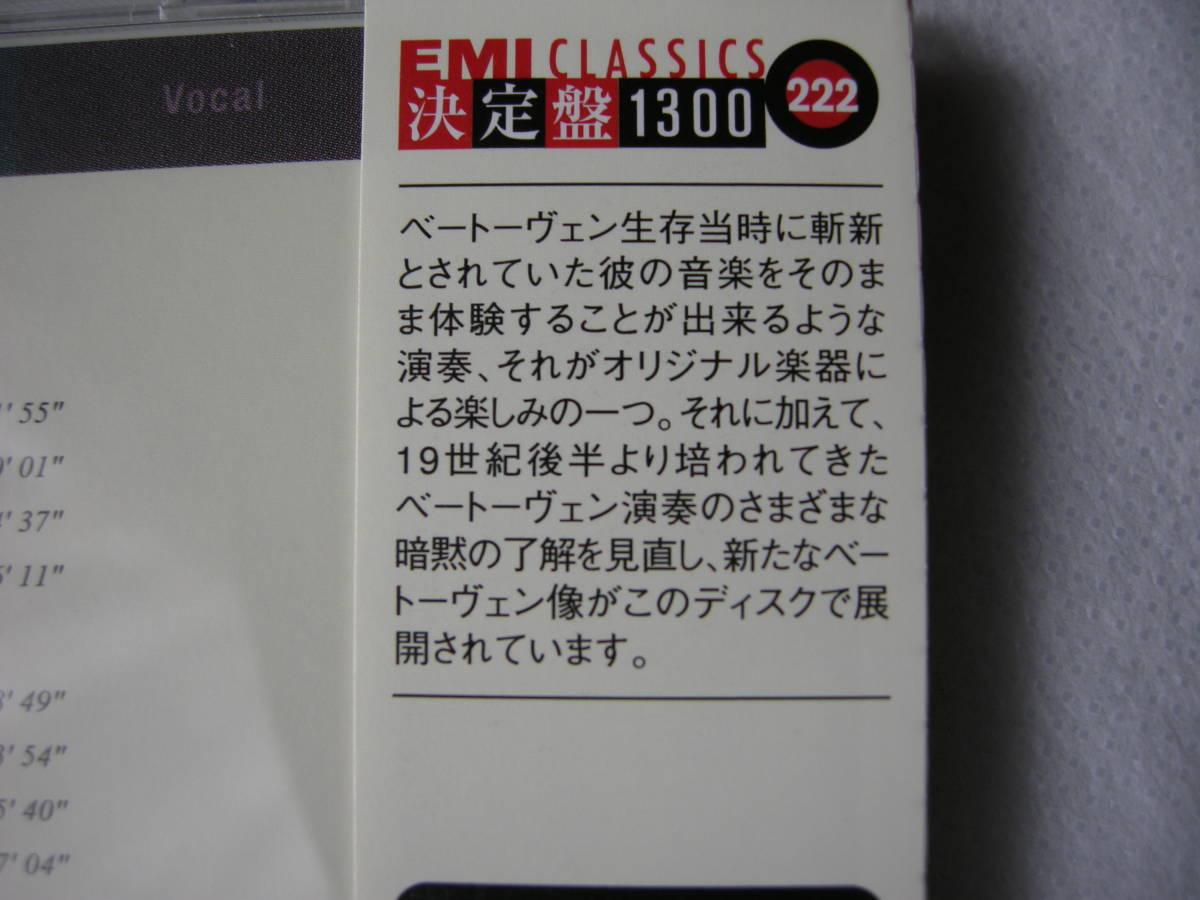 Vocal
EMI CLASSICS
決定盤1300
222
ベートーヴェン生存当時に斬新
とされていた彼の音楽をそのま
ま体験することが出来るような
演奏、それがオリジナル楽器に
よる楽しみの一つ。それに加えて、
19世紀後半より培われてきた
ベートーヴェン演奏のさまざまな
暗黙の了解を見直し、新たなベー
トーヴェン像がこのディスクで展
開されています。
' 55"
' 01"
' 37"
' 11"
' 49"
' 54"
' 40"
' 04"